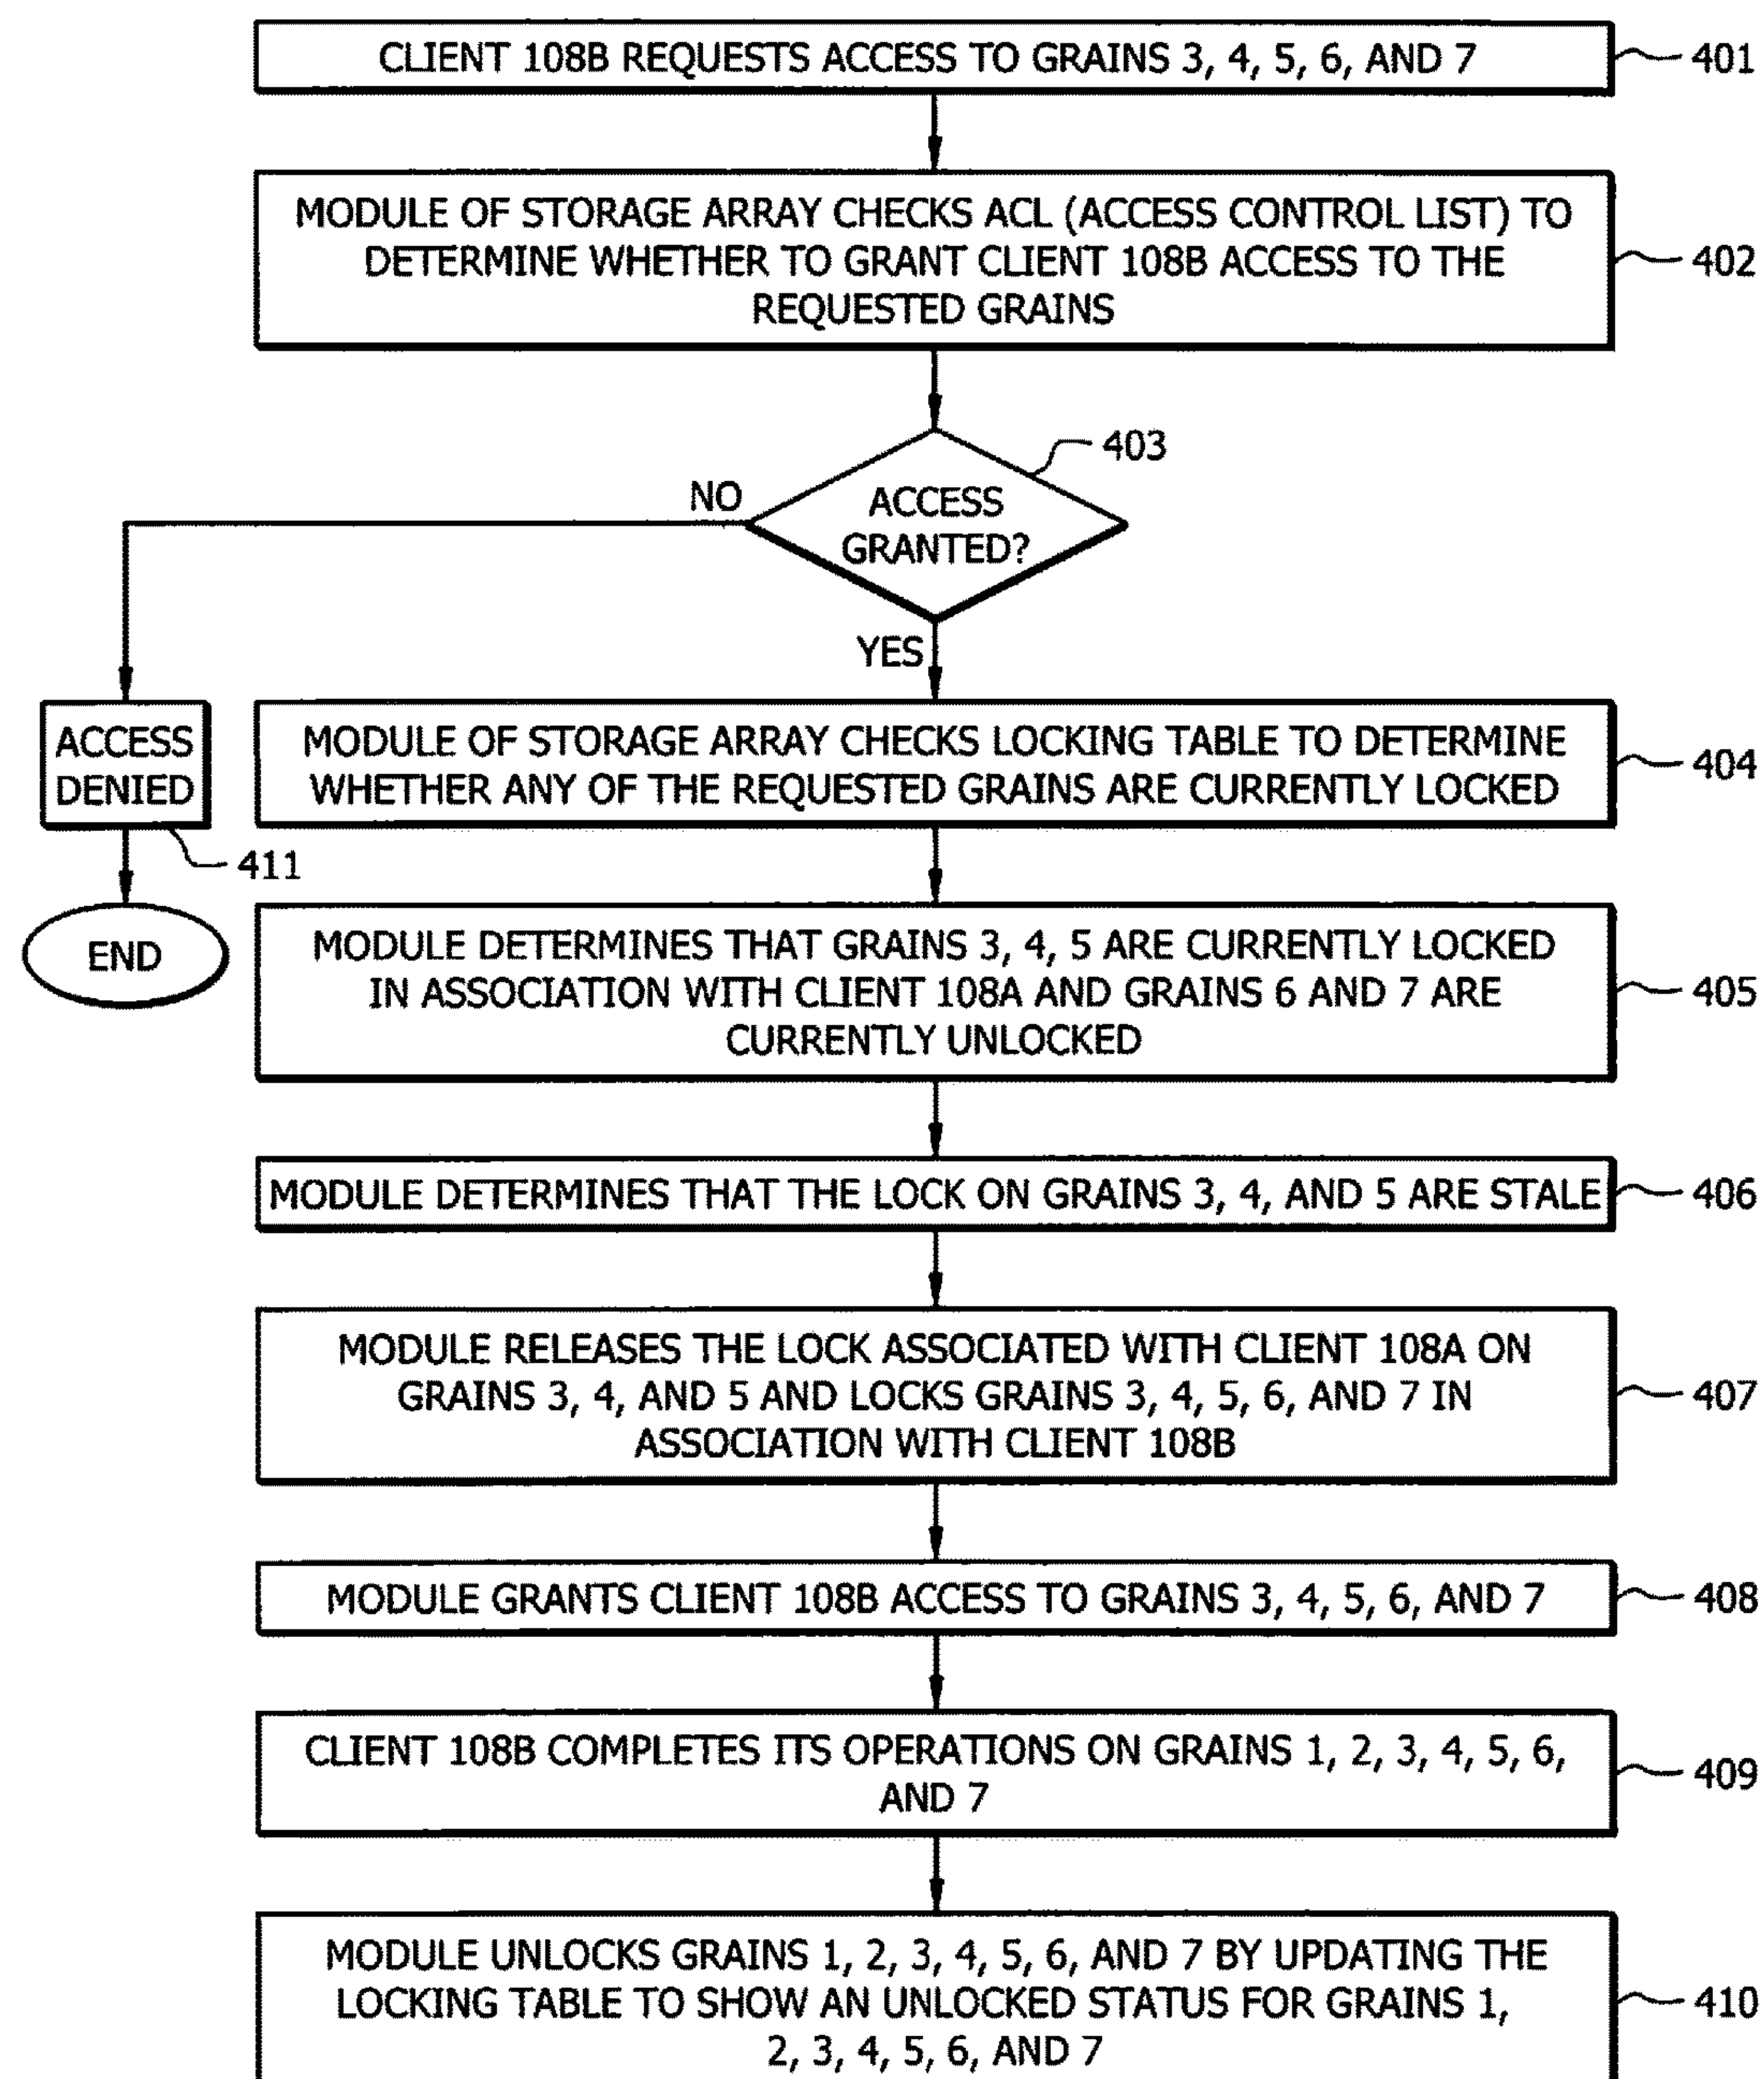 CLIENT 108B REQUESTS ACCESS TO GRAINS 3, 4, 5, 6, AND 7
401
MODULE OF STORAGE ARRAY CHECKS ACL (ACCESS CONTROL LIST) TO
DETERMINE WHETHER TO GRANT CLIENT 108B ACCESS TO THE
REQUESTED GRAINS
402
403
ACCESS
GRANTED?
NO
YES
ACCESS
DENIED
411
END
MODULE OF STORAGE ARRAY CHECKS LOCKING TABLE TO DETERMINE
WHETHER ANY OF THE REQUESTED GRAINS ARE CURRENTLY LOCKED
404
MODULE DETERMINES THAT GRAINS 3, 4, 5 ARE CURRENTLY LOCKED
IN ASSOCIATION WITH CLIENT 108A AND GRAINS 6 AND 7 ARE
CURRENTLY UNLOCKED
405
MODULE DETERMINES THAT THE LOCK ON GRAINS 3, 4, AND 5 ARE STALE
406
MODULE RELEASES THE LOCK ASSOCIATED WITH CLIENT 108A ON
GRAINS 3, 4, AND 5 AND LOCKS GRAINS 3, 4, 5, 6, AND 7 IN
ASSOCIATION WITH CLIENT 108B
407
MODULE GRANTS CLIENT 108B ACCESS TO GRAINS 3, 4, 5, 6, AND 7
408
CLIENT 108B COMPLETES ITS OPERATIONS ON GRAINS 1, 2, 3, 4, 5, 6,
AND 7
409
MODULE UNLOCKS GRAINS 1, 2, 3, 4, 5, 6, AND 7 BY UPDATING THE
LOCKING TABLE TO SHOW AN UNLOCKED STATUS FOR GRAINS 1,
2, 3, 4, 5, 6, AND 7
410